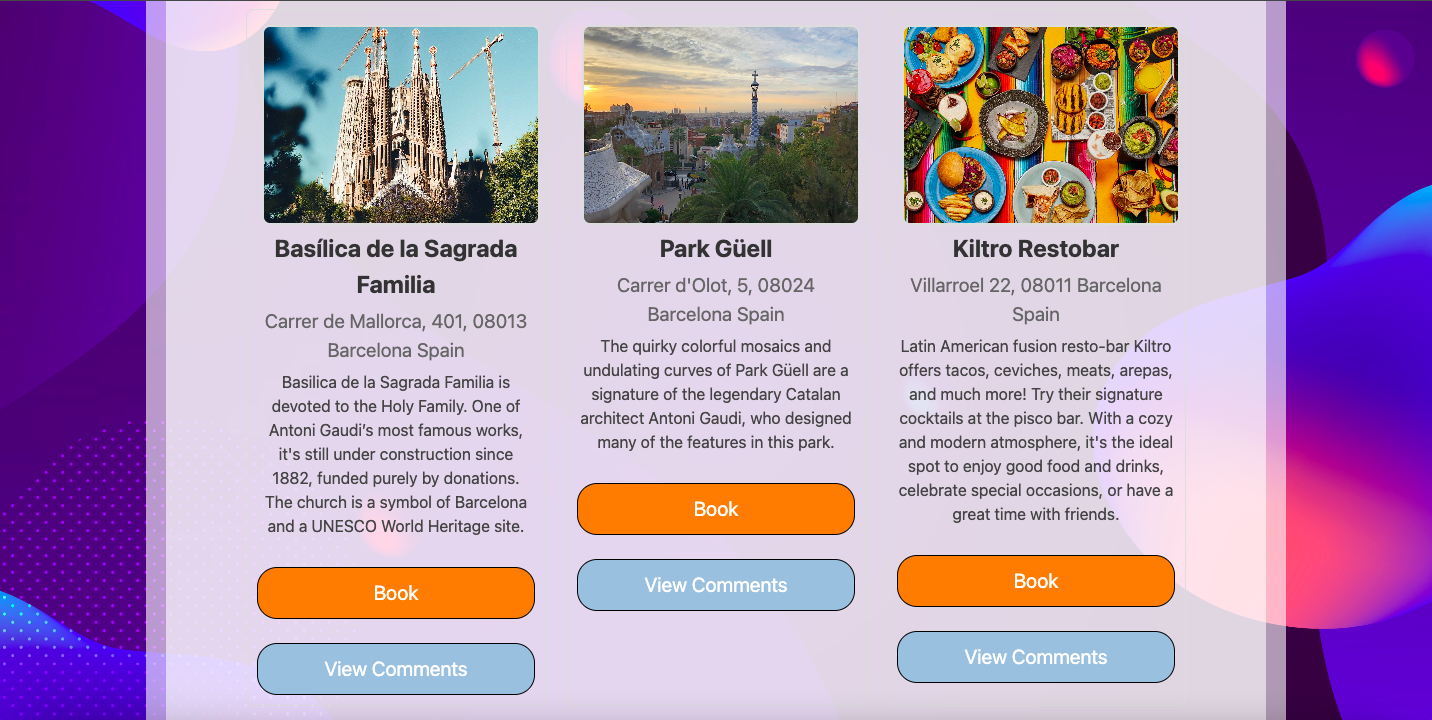 Basílica de la Sagrada
Familia
Carrer de Mallorca, 401, 08013
Barcelona Spain
Basilica de la Sagrada Familia is
devoted to the Holy Family. One of
Antoni Gaudi’s most famous works,
it's still under construction since
1882, funded purely by donations.
The church is a symbol of Barcelona
and a UNESCO World Heritage site.
Book
View Comments
Park Güell
Carrer d'Olot, 5, 08024
Barcelona Spain
The quirky colorful mosaics and
undulating curves of Park Güell are a
signature of the legendary Catalan
architect Antoni Gaudi, who designed
many of the features in this park.
Book
View Comments
Kiltro Restobar
Villarroel 22, 08011 Barcelona
Spain
Latin American fusion resto-bar Kiltro
offers tacos, ceviches, meats, arepas,
and much more! Try their signature
cocktails at the pisco bar. With a cozy
and modern atmosphere, it's the ideal
spot to enjoy good food and drinks,
celebrate special occasions, or have a
great time with friends.
Book
View Comments